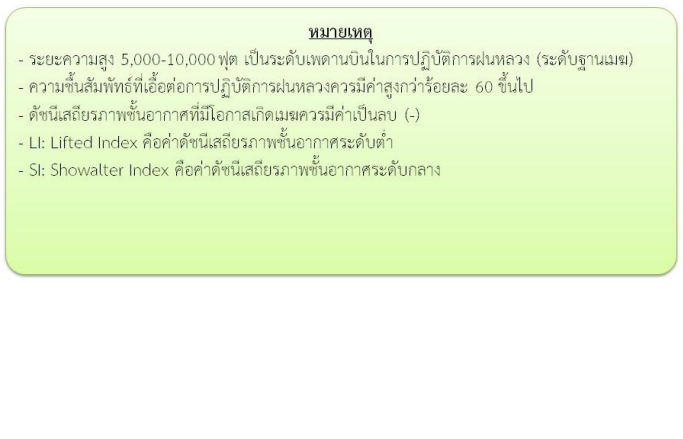 หมายเหตุ
- ระยะความสูง 5,000-10,000 ฟุต เป็นระดับเพดานบินในการปฏิบัติการฝนหลวง (ระดับฐานเมฆ)
- ความชื้นสัมพัทธ์ที่เอื้อต่อการปฏิบัติการฝนหลวงควรมีค่าสูงกว่าร้อยละ 60 ขึ้นไป
- ดัชนีเสถียรภาพชั้นอากาศที่มีโอกาสเกิดเมฆควรมีค่าเป็นลบ (-)
- LI: Lifted Index คือค่าดัชนีเสถียรภาพชั้นอากาศระดับต่ำ
- SI: Showalter Index คือค่าดัชนีเสถียรภาพชั้นอากาศระดับกลาง